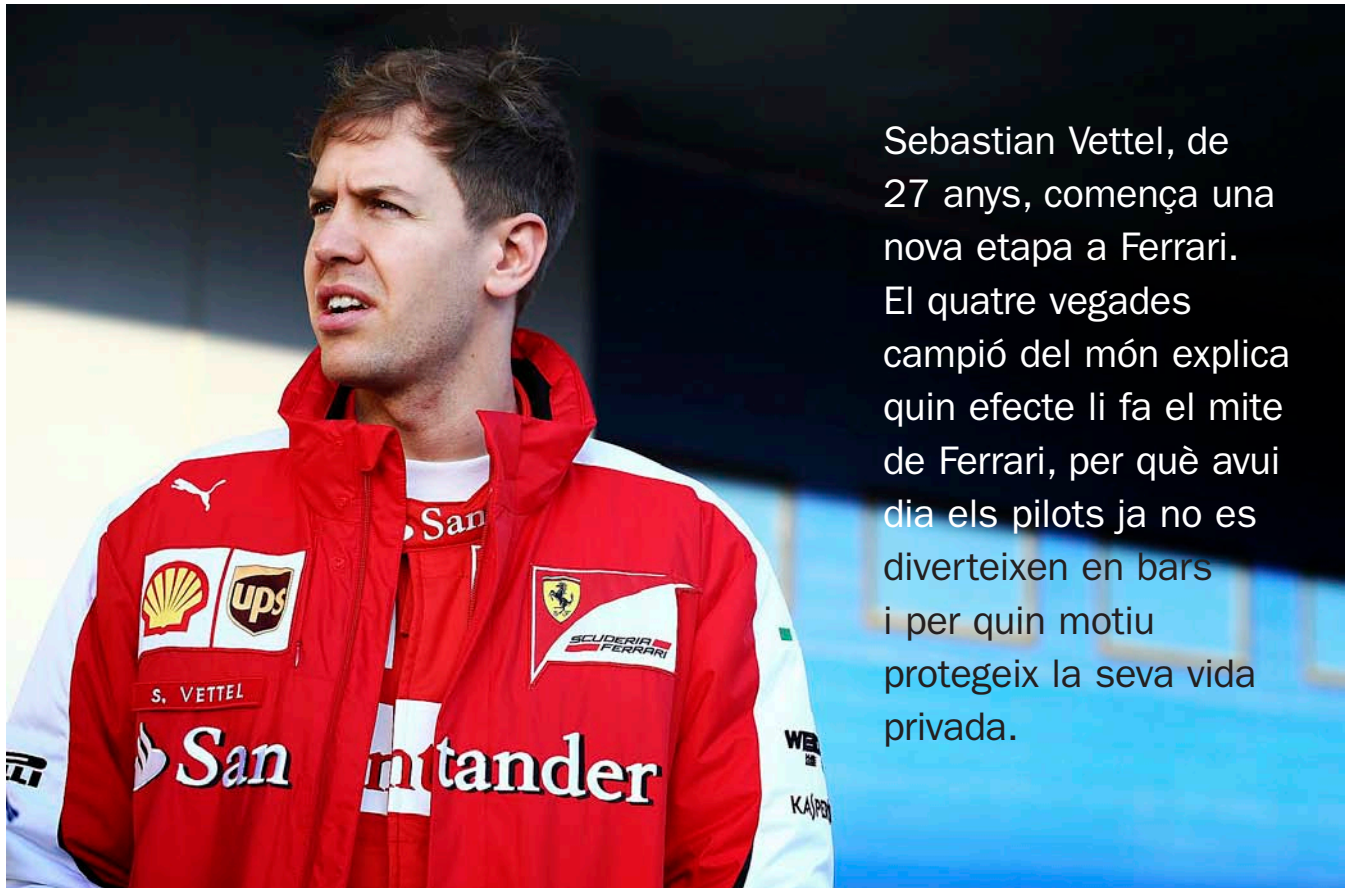 Sebastian Vettel, de
27 anys, comença una
nova etapa a Ferrari.
El quatre vegades
campió del món explica
quin efecte li fa el mite
de Ferrari, per què avui
dia els pilots ja no es
diverteixen en bars
i per quin motiu
protegeix la seva vida
privada.
San
ups
SCUDERIA
FERRARI
S. VETTEL
Santander